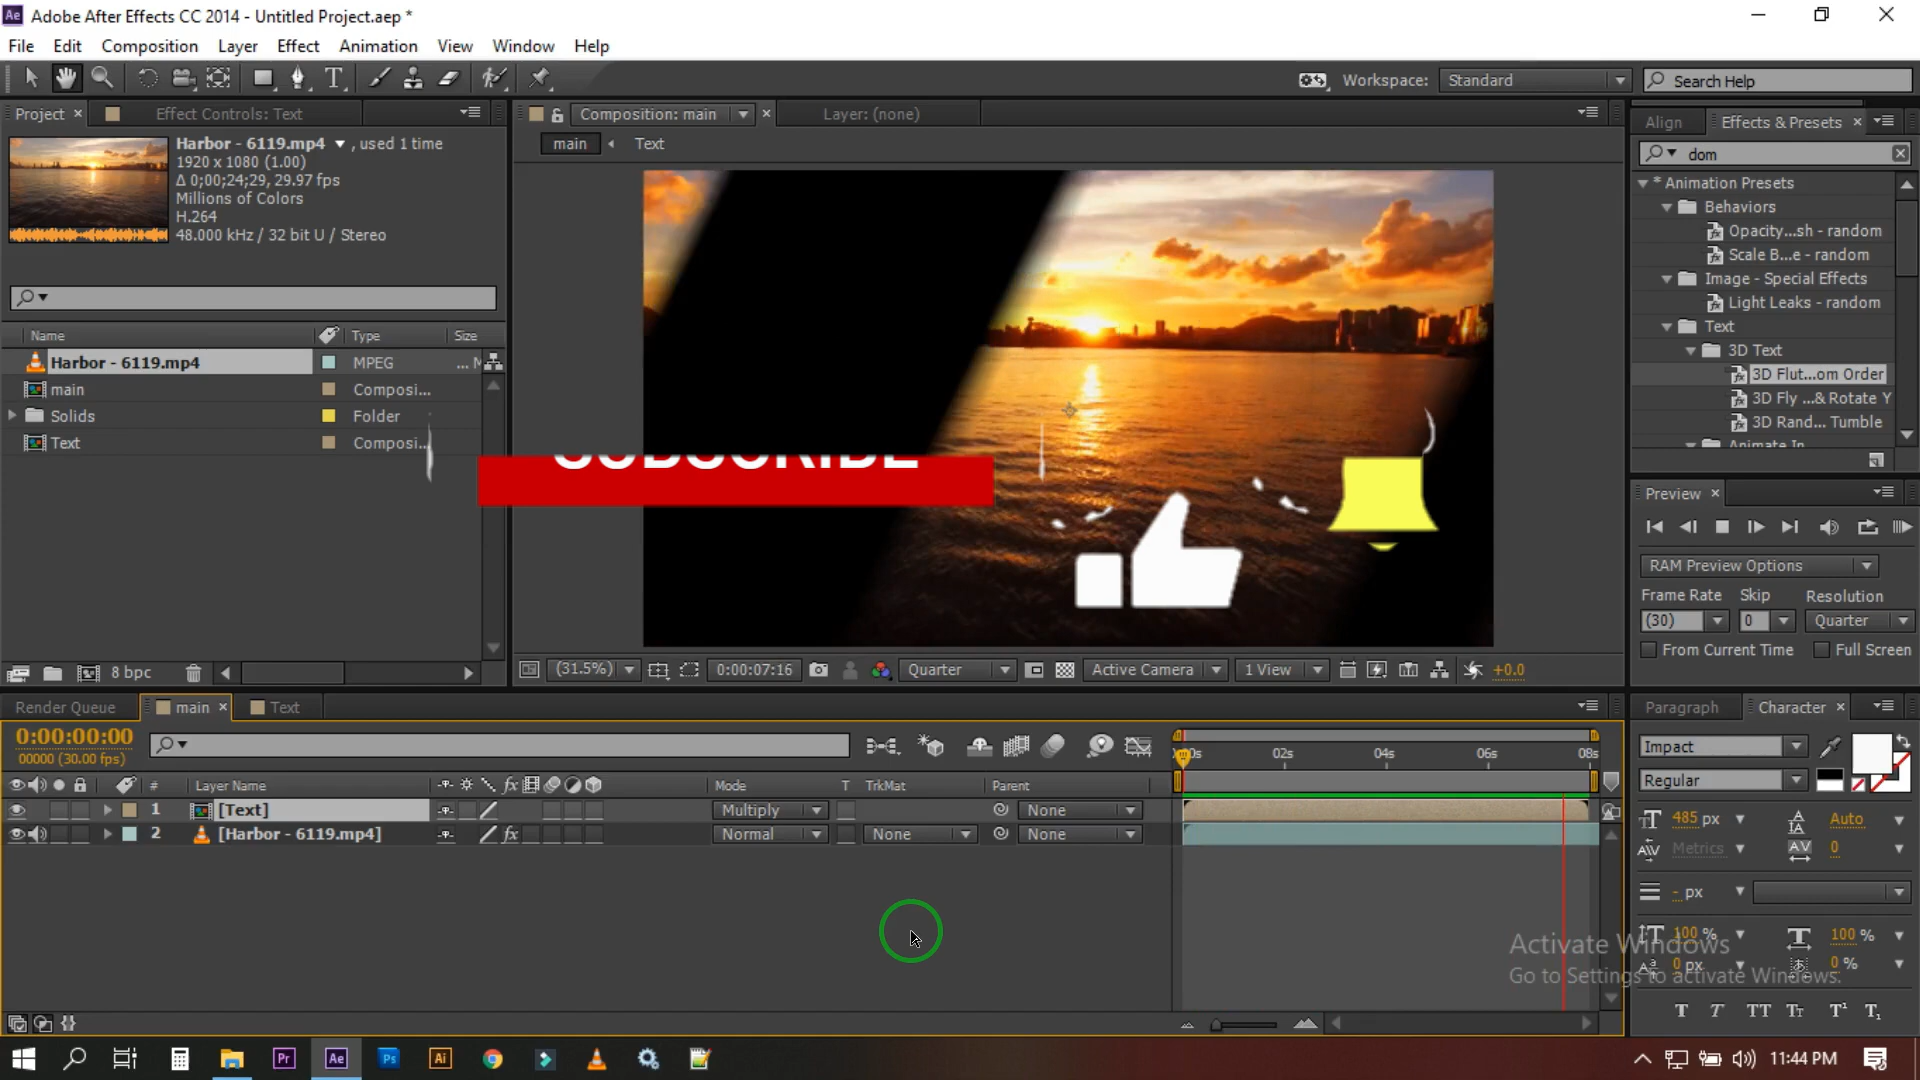 Adobe After Effects CC 2014 - Untitled Project.aep *
File Edit Composition Layer Effect Animation View Window Help
Workspace: Standard Search Help
Project Effect Controls: Text
Harbor - 6119.mp4 , used 1 time
1920 x 1080 (1.00)
Δ 0;00;24;29, 29.97 fps
Millions of Colors
H.264
48.000 kHz / 32 bit U / Stereo
Name Type Size
Harbor - 6119.mp4 MPEG ... M
main Composi...
Solids Folder
Text Composi...
8 bpc
Composition: main Layer: (none)
main Text
SUBSCRIBE
(31.5%) 0:00:07:16 Quarter Active Camera 1 View +0.0
Align Effects & Presets
dom
* Animation Presets
Behaviors
Opacity...sh - random
Scale B...e - random
Image - Special Effects
Light Leaks - random
Text
3D Text
3D Flut...om Order
3D Fly ...& Rotate Y
3D Rand... Tumble
Animate In
Preview
RAM Preview Options
Frame Rate Skip Resolution
(30) 0 Quarter
From Current Time Full Screen
Render Queue main Text
0:00:00:00
00000 (30.00 fps)
# Layer Name Mode T TrkMat Parent
02s 04s 06s 08s
1 [Text] Multiply None
2 [Harbor - 6119.mp4] Normal None None
Paragraph Character
Impact
Regular
485 px Auto
Metrics 0
- px
100 % 100 %
0 px 0 %
T T TT Tt T¹ T₁
Activate Windows
Go to Settings to activate Windows.
Pr Ae Ps Ai
11:44 PM